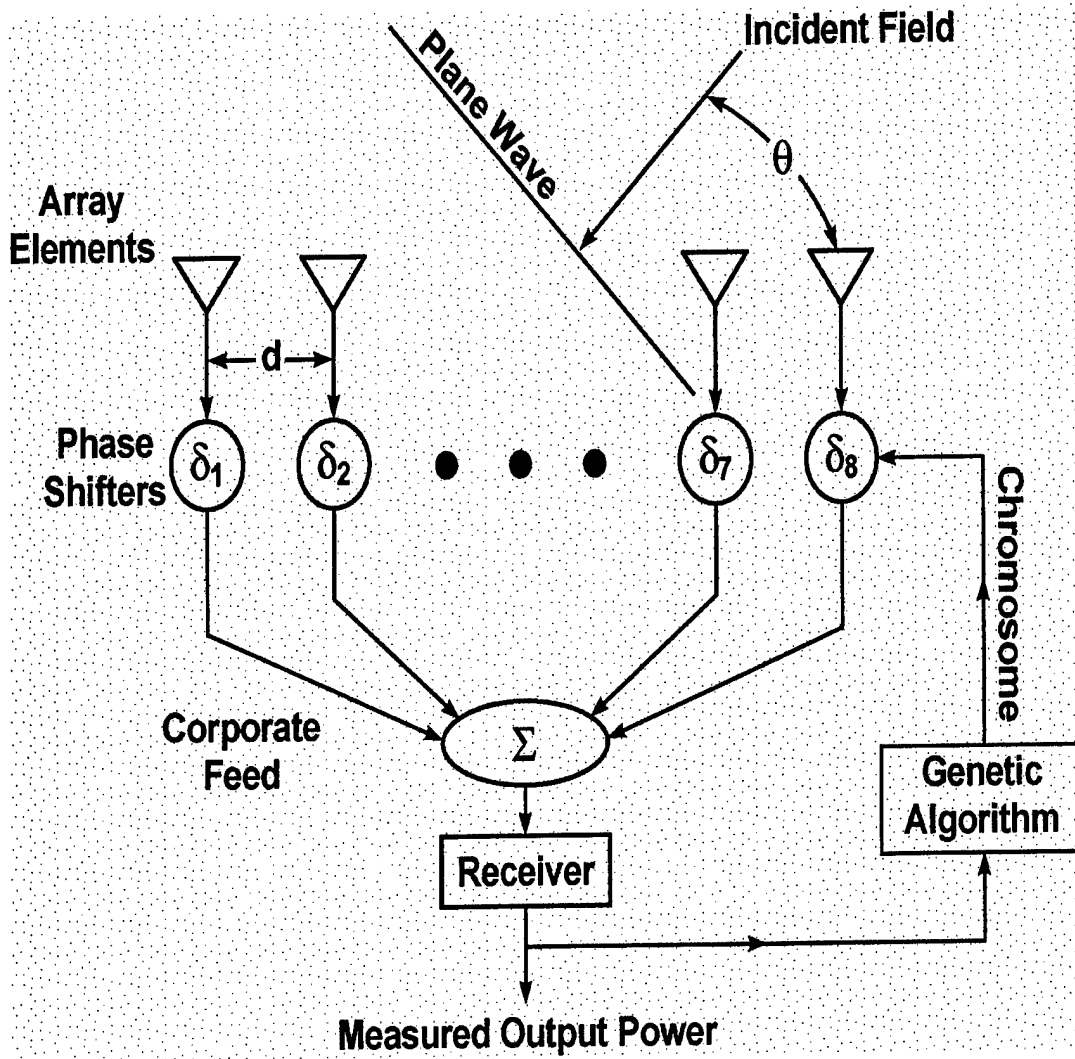 Incident Field
Plane Wave
θ
Array
Elements
d
Phase
Shifters
δ1
δ2
δ7
δ8
Chromosome
Corporate
Feed
Σ
Genetic
Algorithm
Receiver
Measured Output Power